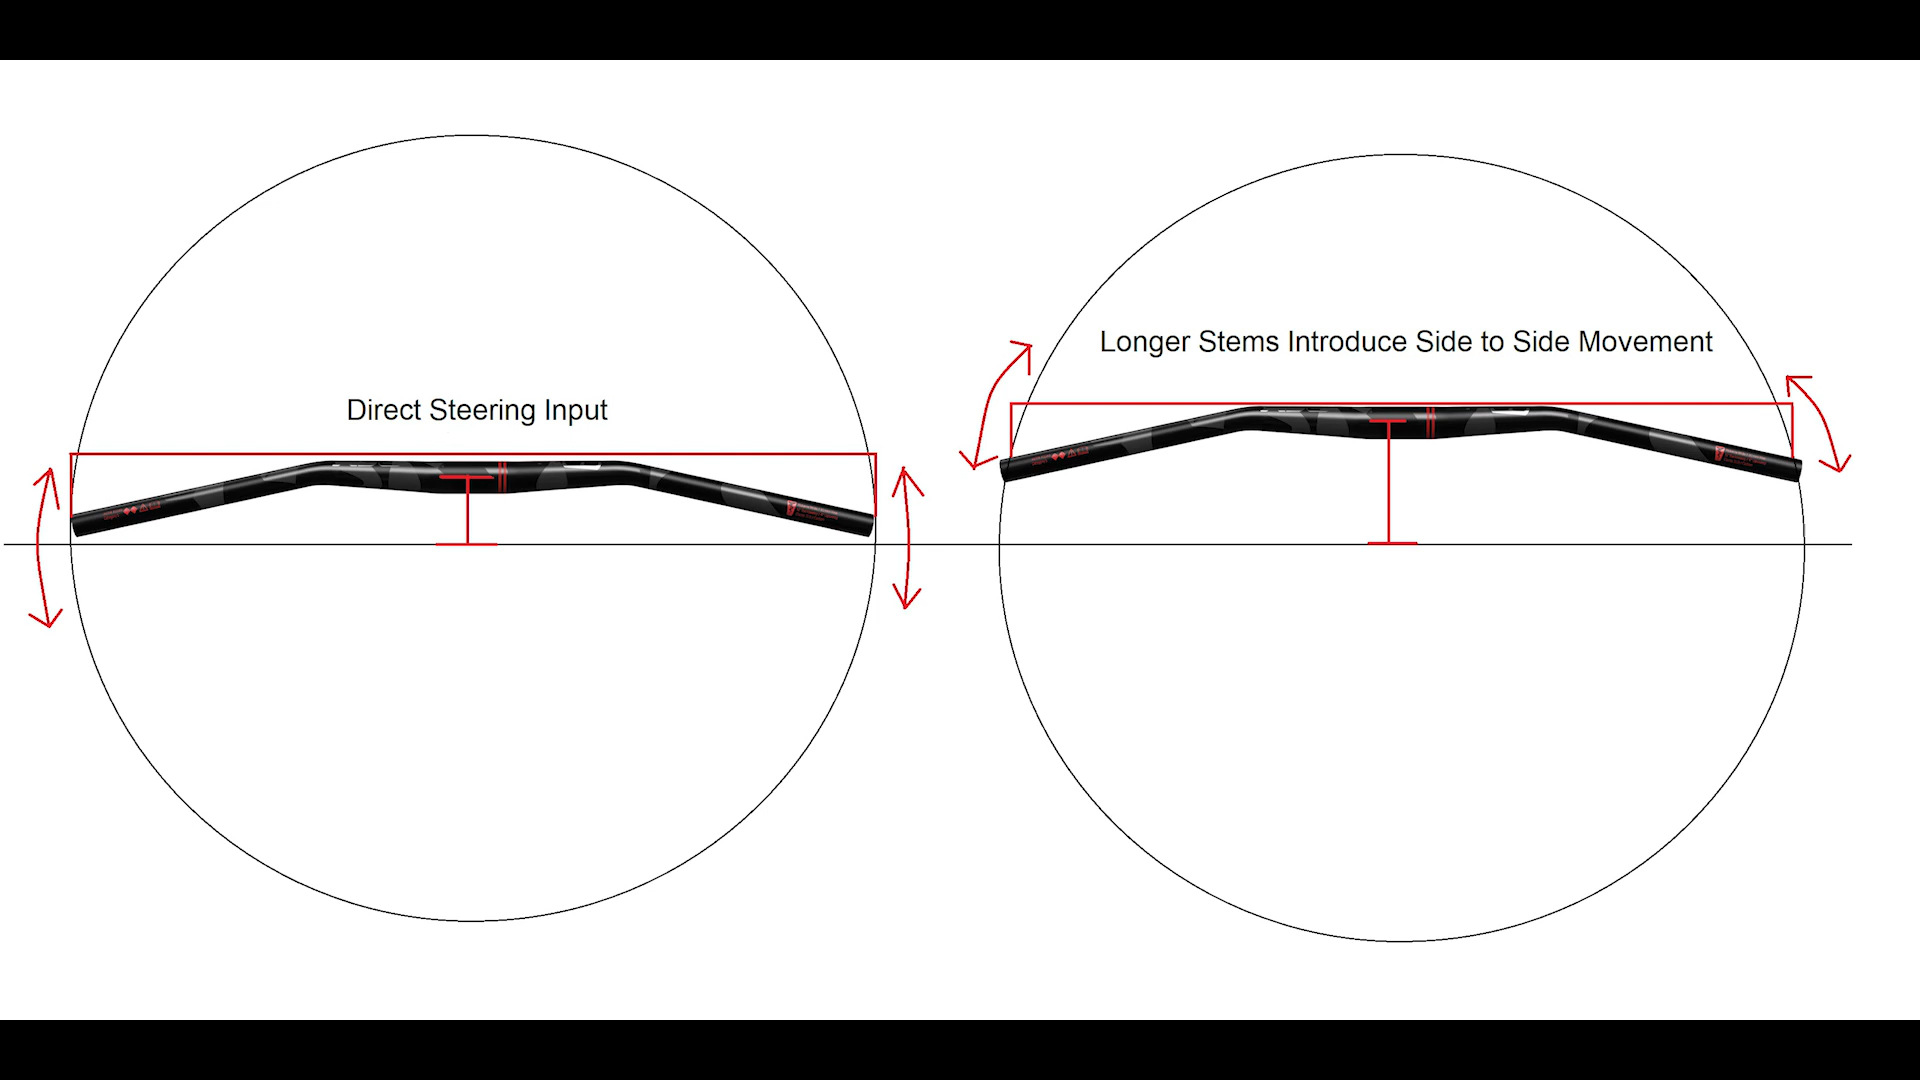 Direct Steering Input
Longer Stems Introduce Side to Side Movement